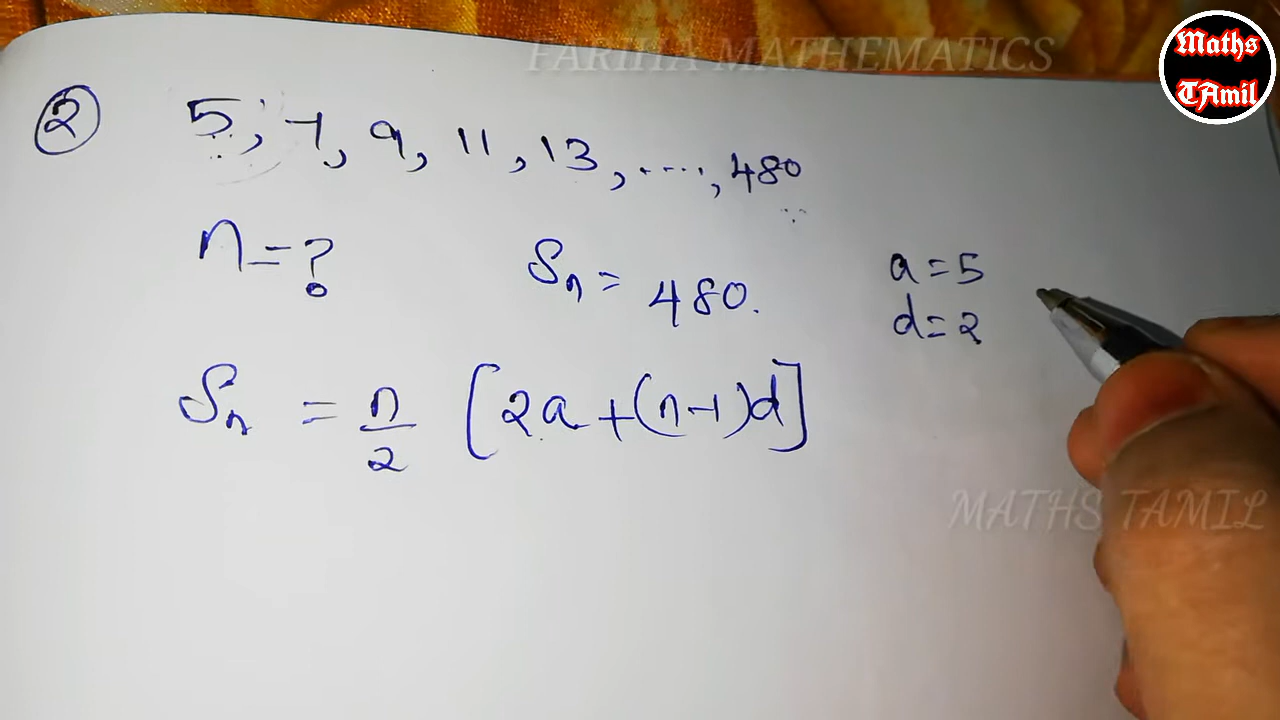 FARIHA MATHEMATICS
Maths
TAmil
② 5, 7, 9, 11, 13, ...., 480
n = ?
Sn = 480.
a = 5
d = 2
Sn = n/2 [2a + (n-1)d]
MATHS TAMIL